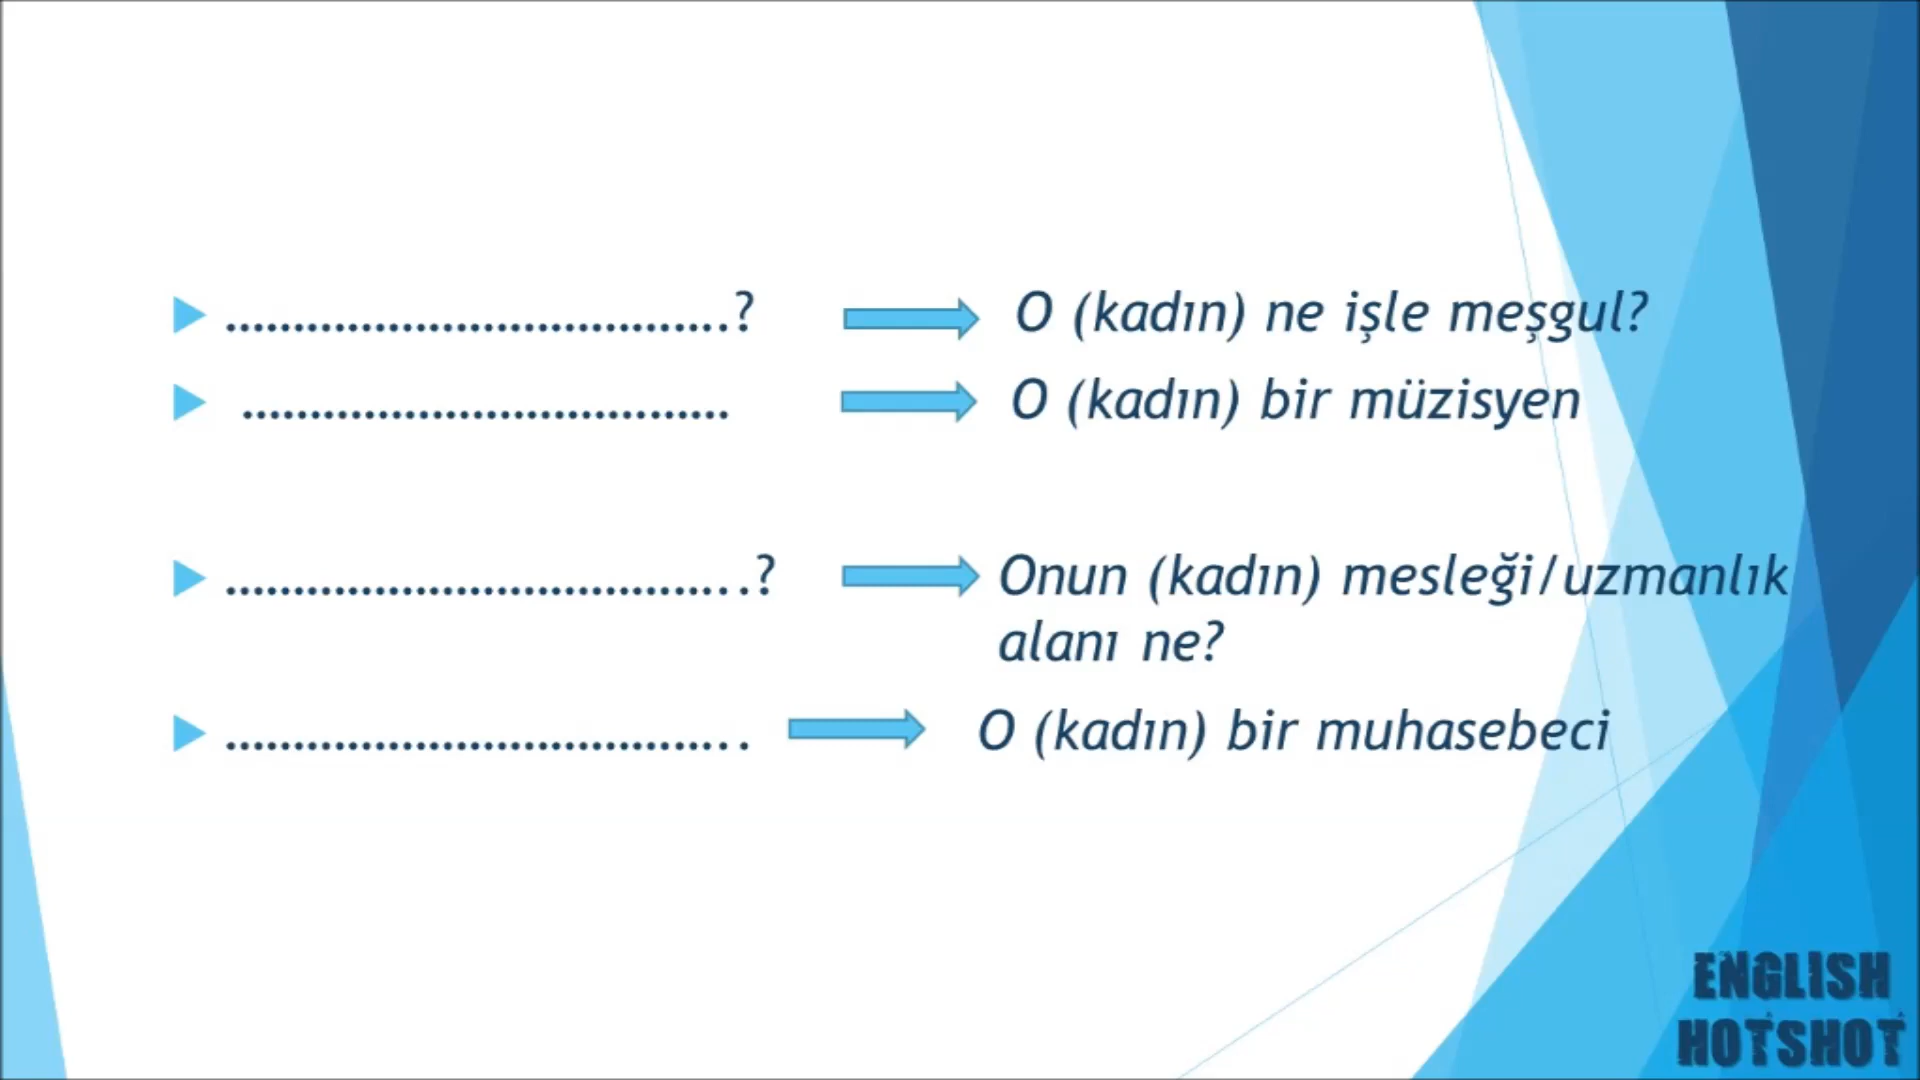 ....................................? O (kadın) ne işle meşgul?
.................................... O (kadın) bir müzisyen
.....................................? Onun (kadın) mesleği/uzmanlık
alanı ne?
..................................... O (kadın) bir muhasebeci
ENGLISH
HOTSHOT